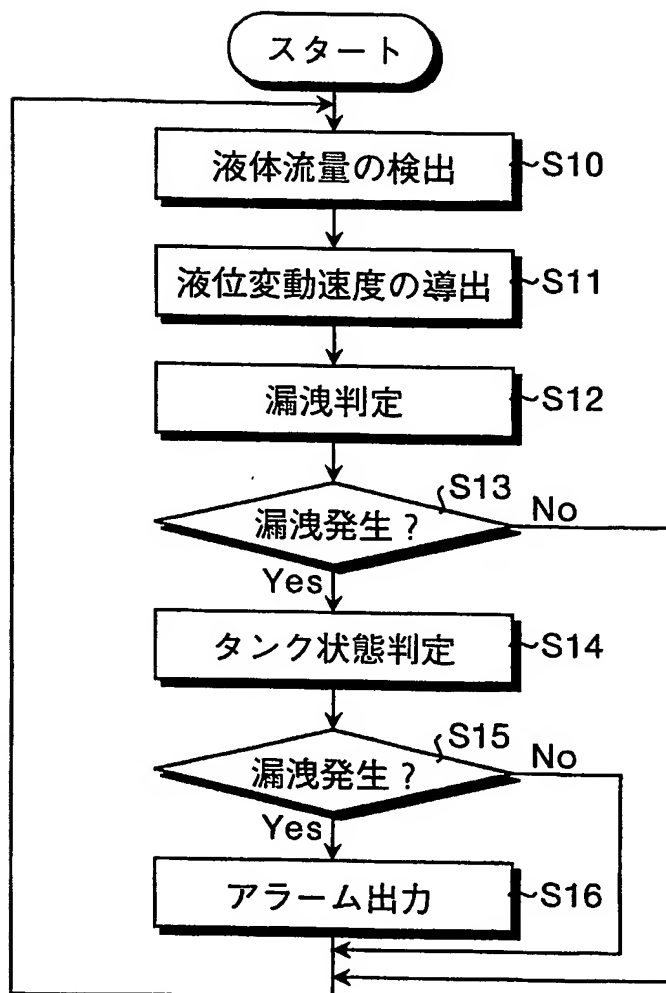 スタート
液体流量の検出 S10
液位変動速度の導出 S11
漏洩判定 S12
S13
漏洩発生? No
Yes
タンク状態判定 S14
S15
漏洩発生? No
Yes
アラーム出力 S16